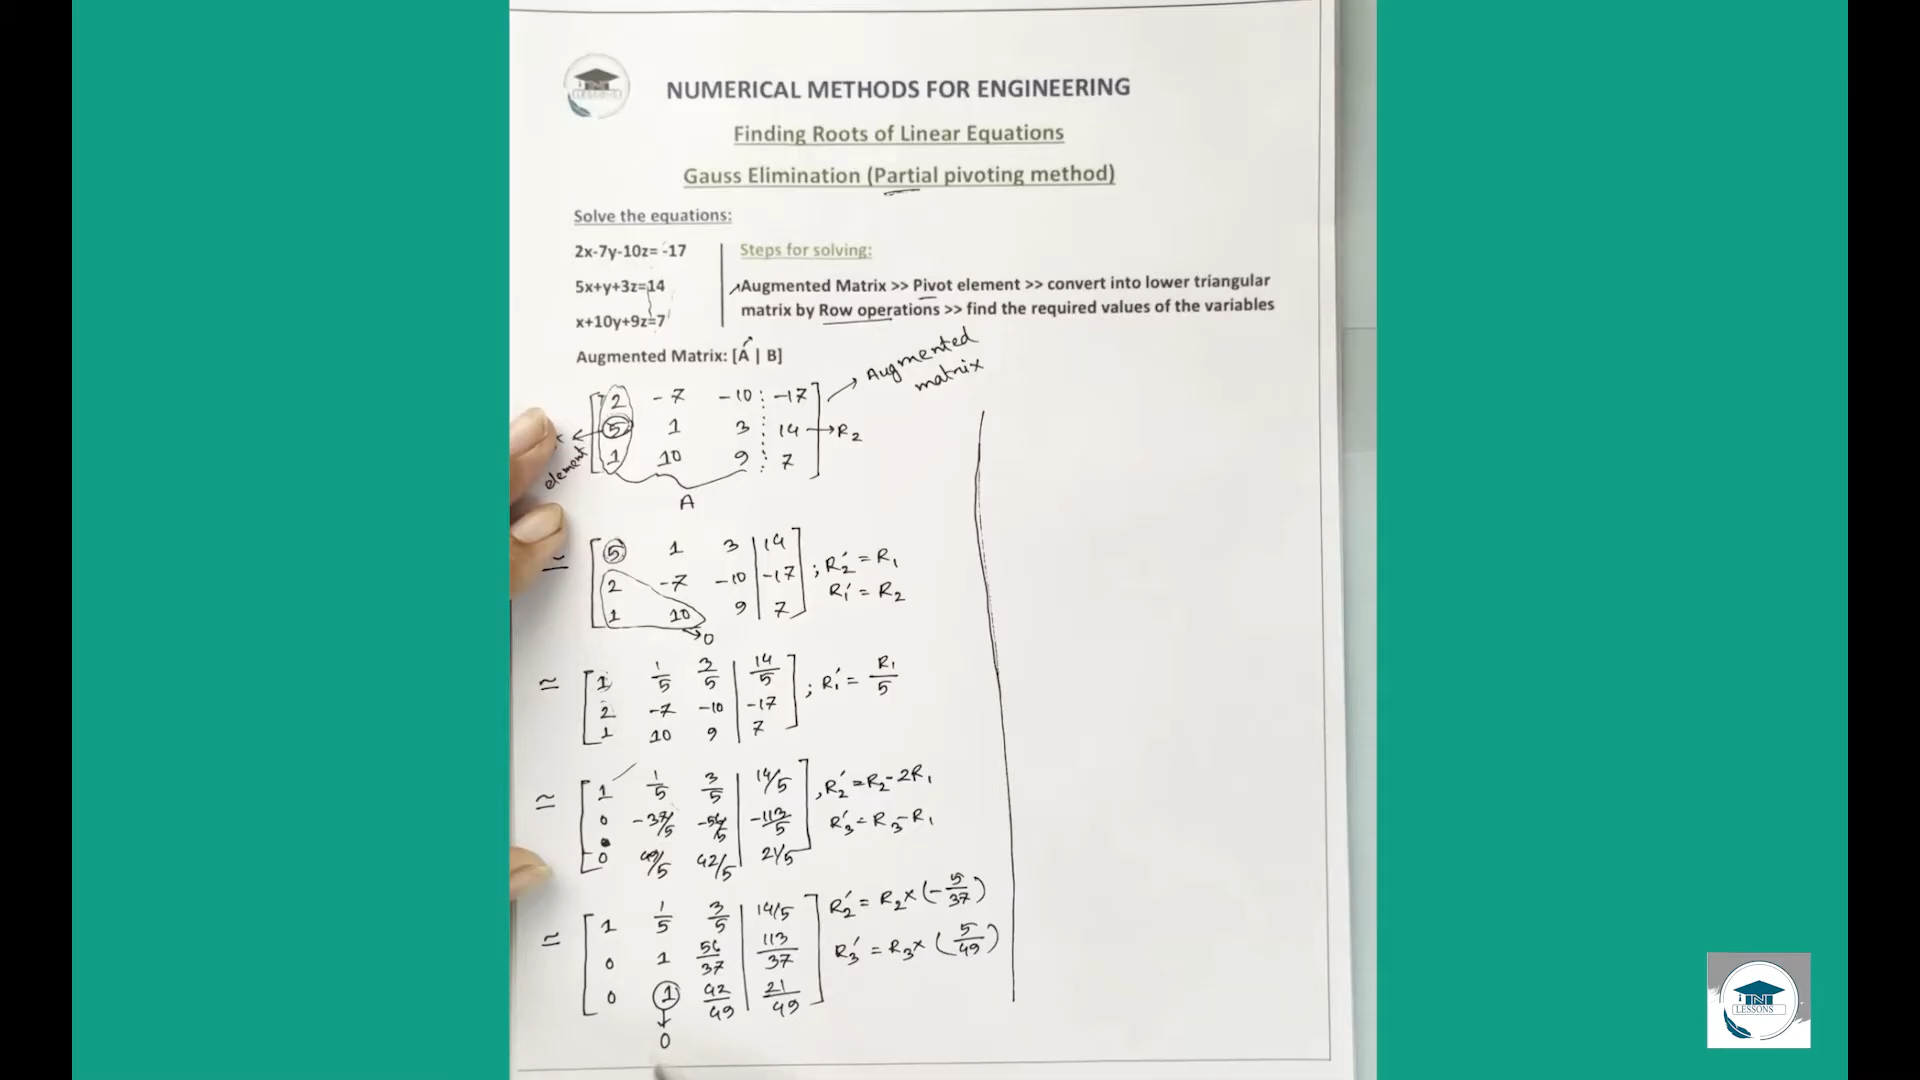 NUMERICAL METHODS FOR ENGINEERING
Finding Roots of Linear Equations
Gauss Elimination (Partial pivoting method)
Solve the equations:
2x-7y-10z= -17
5x+y+3z=14
x+10y+9z=7
Steps for solving:
Augmented Matrix >> Pivot element >> convert into lower triangular
matrix by Row operations >> find the required values of the variables
Augmented Matrix: [A | B]
Augmented
matrix
2 -7 -10 : -17
5 1 3 : 14 → R2
1 10 9 : 7
element
A
≃ 5 1 3 | 14
2 -7 -10 | -17 ; R2′ = R1
1 10 9 | 7 R1′ = R2
0
≃ 1 1/5 3/5 | 14/5 ; R1′ = R1/5
2 -7 -10 | -17
1 10 9 | 7
≃ 1 1/5 3/5 | 14/5 , R2′ = R2-2R1
0 -37/5 -56/5 | -113/5 R3′ = R3-R1
0 49/5 42/5 | 21/5
≃ 1 1/5 3/5 | 14/5 R2′ = R2×(-5/37)
0 1 56/37 | 113/37 R3′ = R3×(5/49)
0 1 42/49 | 21/49
0
LESSONS